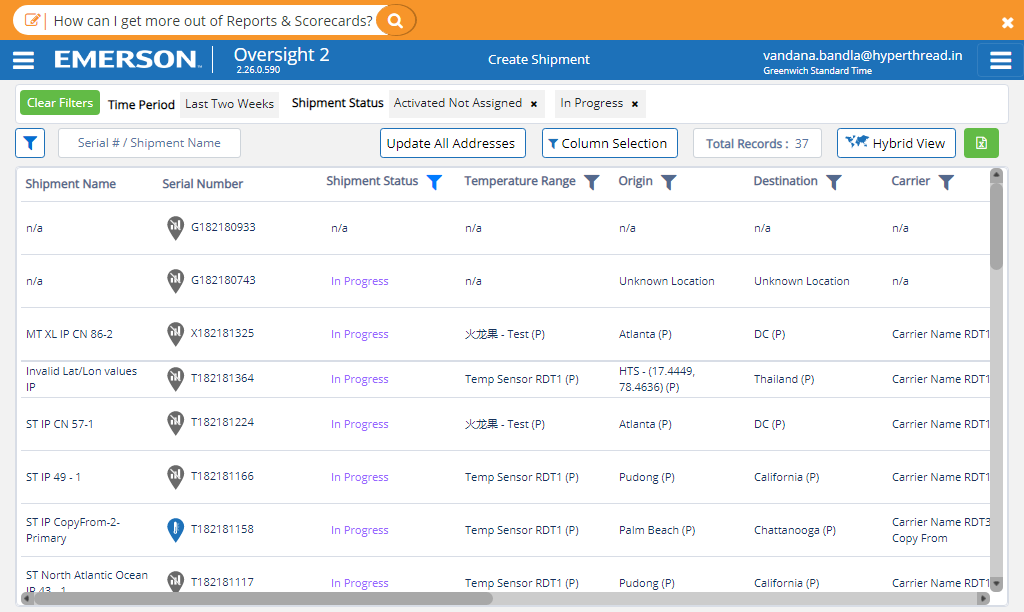 How can I get more out of Reports & Scorecards?
EMERSON Oversight 2 Create Shipment vandana.bandla@hyperthread.in
2.26.0.590 Greenwich Standard Time
Clear Filters Time Period Last Two Weeks Shipment Status Activated Not Assigned × In Progress ×
Serial # / Shipment Name Update All Addresses Column Selection Total Records : 37 Hybrid View
Shipment Name Serial Number Shipment Status Temperature Range Origin Destination Carrier
n/a G182180933 n/a n/a n/a n/a n/a
n/a G182180743 In Progress n/a Unknown Location Unknown Location n/a
MT XL IP CN 86-2 X182181325 In Progress 火龙果 - Test (P) Atlanta (P) DC (P) Carrier Name RDT1
Invalid Lat/Lon values HTS - (17.4449,
IP T182181364 In Progress Temp Sensor RDT1 (P) 78.4636) (P) Thailand (P) Carrier Name RDT1
ST IP CN 57-1 T182181224 In Progress 火龙果 - Test (P) Atlanta (P) DC (P) Carrier Name RDT1
ST IP 49 - 1 T182181166 In Progress Temp Sensor RDT1 (P) Pudong (P) California (P) Carrier Name RDT1
ST IP CopyFrom-2- Carrier Name RDT3
Primary T182181158 In Progress Temp Sensor RDT1 (P) Palm Beach (P) Chattanooga (P) Copy From
ST North Atlantic Ocean T182181117 In Progress Temp Sensor RDT1 (P) Pudong (P) California (P) Carrier Name RDT1
IP 43 - 1